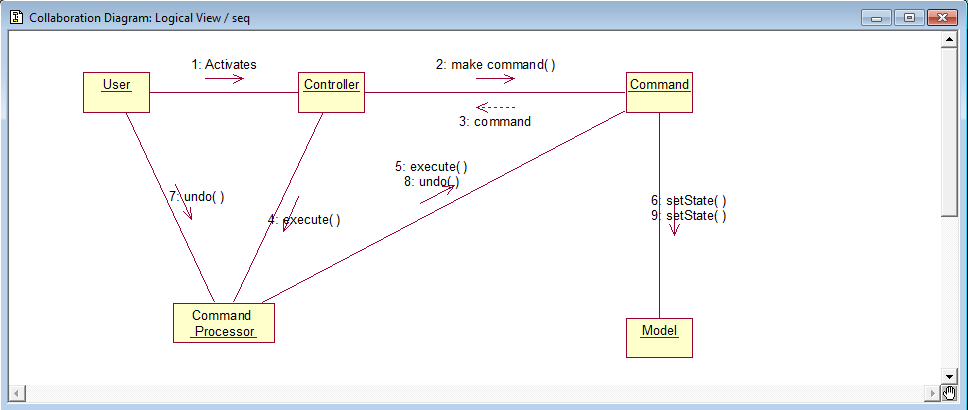 Collaboration Diagram: Logical View / seq
1: Activates
2: make command( )
User
Controller
Command
3: command
5: execute( )
8: undo( )
7: undo( )
4: execute( )
6: setState( )
9: setState( )
Command
Processor
Model